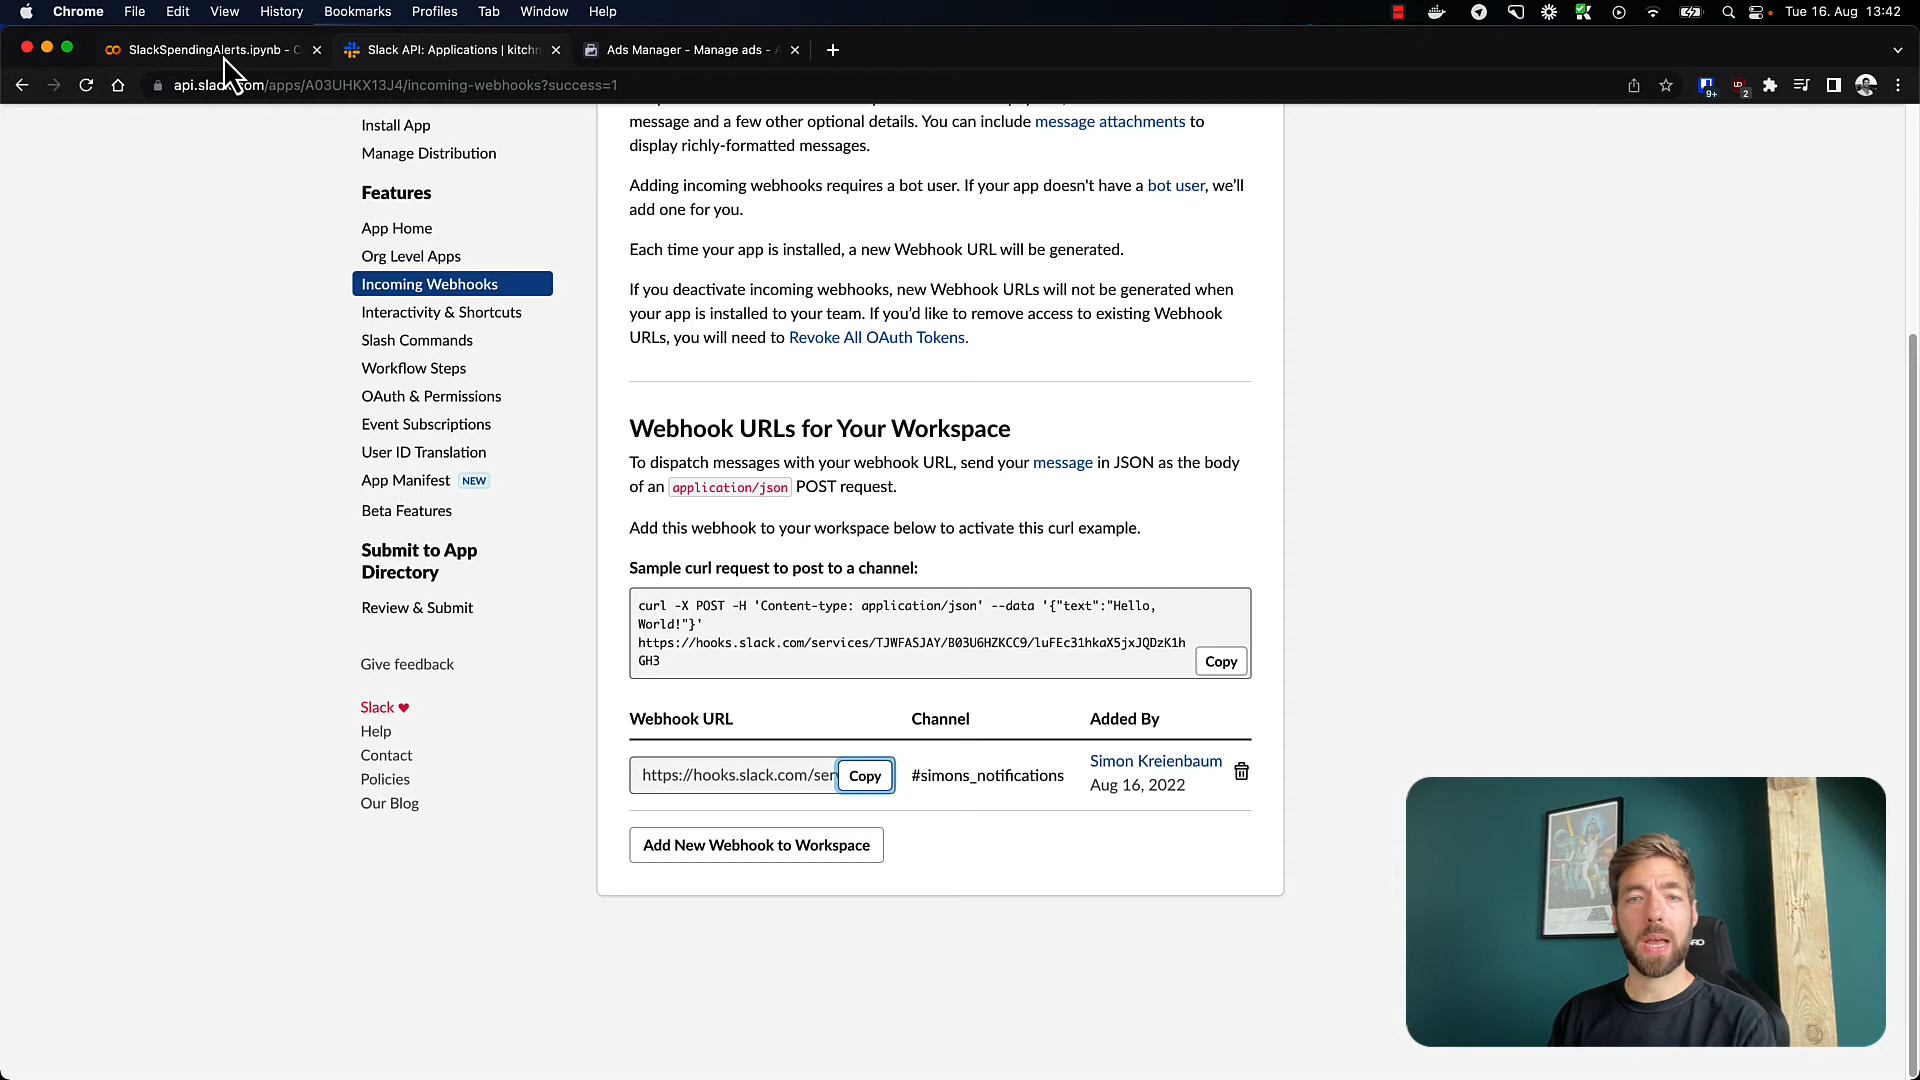 Chrome File Edit View History Bookmarks Profiles Tab Window Help Tue 16. Aug 13:42
SlackSpendingAlerts.ipynb - C
Slack API: Applications | kitchn
Ads Manager - Manage ads - A
api.slack.com/apps/A03UHKX13J4/incoming-webhooks?success=1
9+
2
Install App
Manage Distribution
Features
App Home
Org Level Apps
Incoming Webhooks
Interactivity & Shortcuts
Slash Commands
Workflow Steps
OAuth & Permissions
Event Subscriptions
User ID Translation
App Manifest NEW
Beta Features
Submit to App
Directory
Review & Submit
Give feedback
Slack
Help
Contact
Policies
Our Blog
message and a few other optional details. You can include message attachments to
display richly-formatted messages.
Adding incoming webhooks requires a bot user. If your app doesn't have a bot user, we'll
add one for you.
Each time your app is installed, a new Webhook URL will be generated.
If you deactivate incoming webhooks, new Webhook URLs will not be generated when
your app is installed to your team. If you'd like to remove access to existing Webhook
URLs, you will need to Revoke All OAuth Tokens.
Webhook URLs for Your Workspace
To dispatch messages with your webhook URL, send your message in JSON as the body
of an application/json POST request.
Add this webhook to your workspace below to activate this curl example.
Sample curl request to post to a channel:
curl -X POST -H 'Content-type: application/json' --data '{"text":"Hello,
World!"}'
https://hooks.slack.com/services/TJWFASJAY/B03U6HZKCC9/luFEc31hkaX5jxJQDzK1h
GH3
Copy
Webhook URL Channel Added By
https://hooks.slack.com/ser Copy #simons_notifications Simon Kreienbaum
Aug 16, 2022
Add New Webhook to Workspace